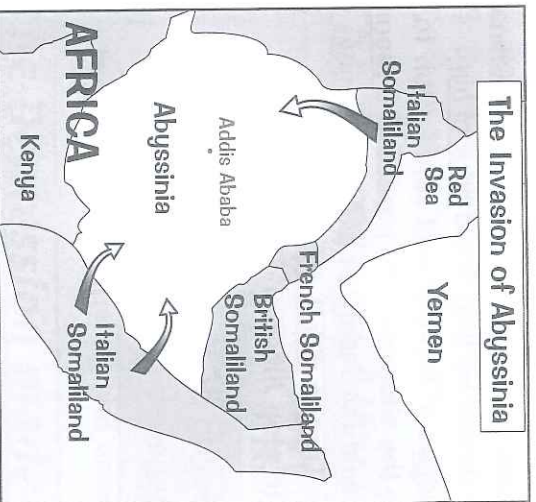 The Invasion of Abyssinia
Italian
Somaliland
Red
Sea
Yemen
Addis Ababa
French Somaliland
Abyssinia
British
Somaliland
AFRICA
Italian
Somaliland
Kenya